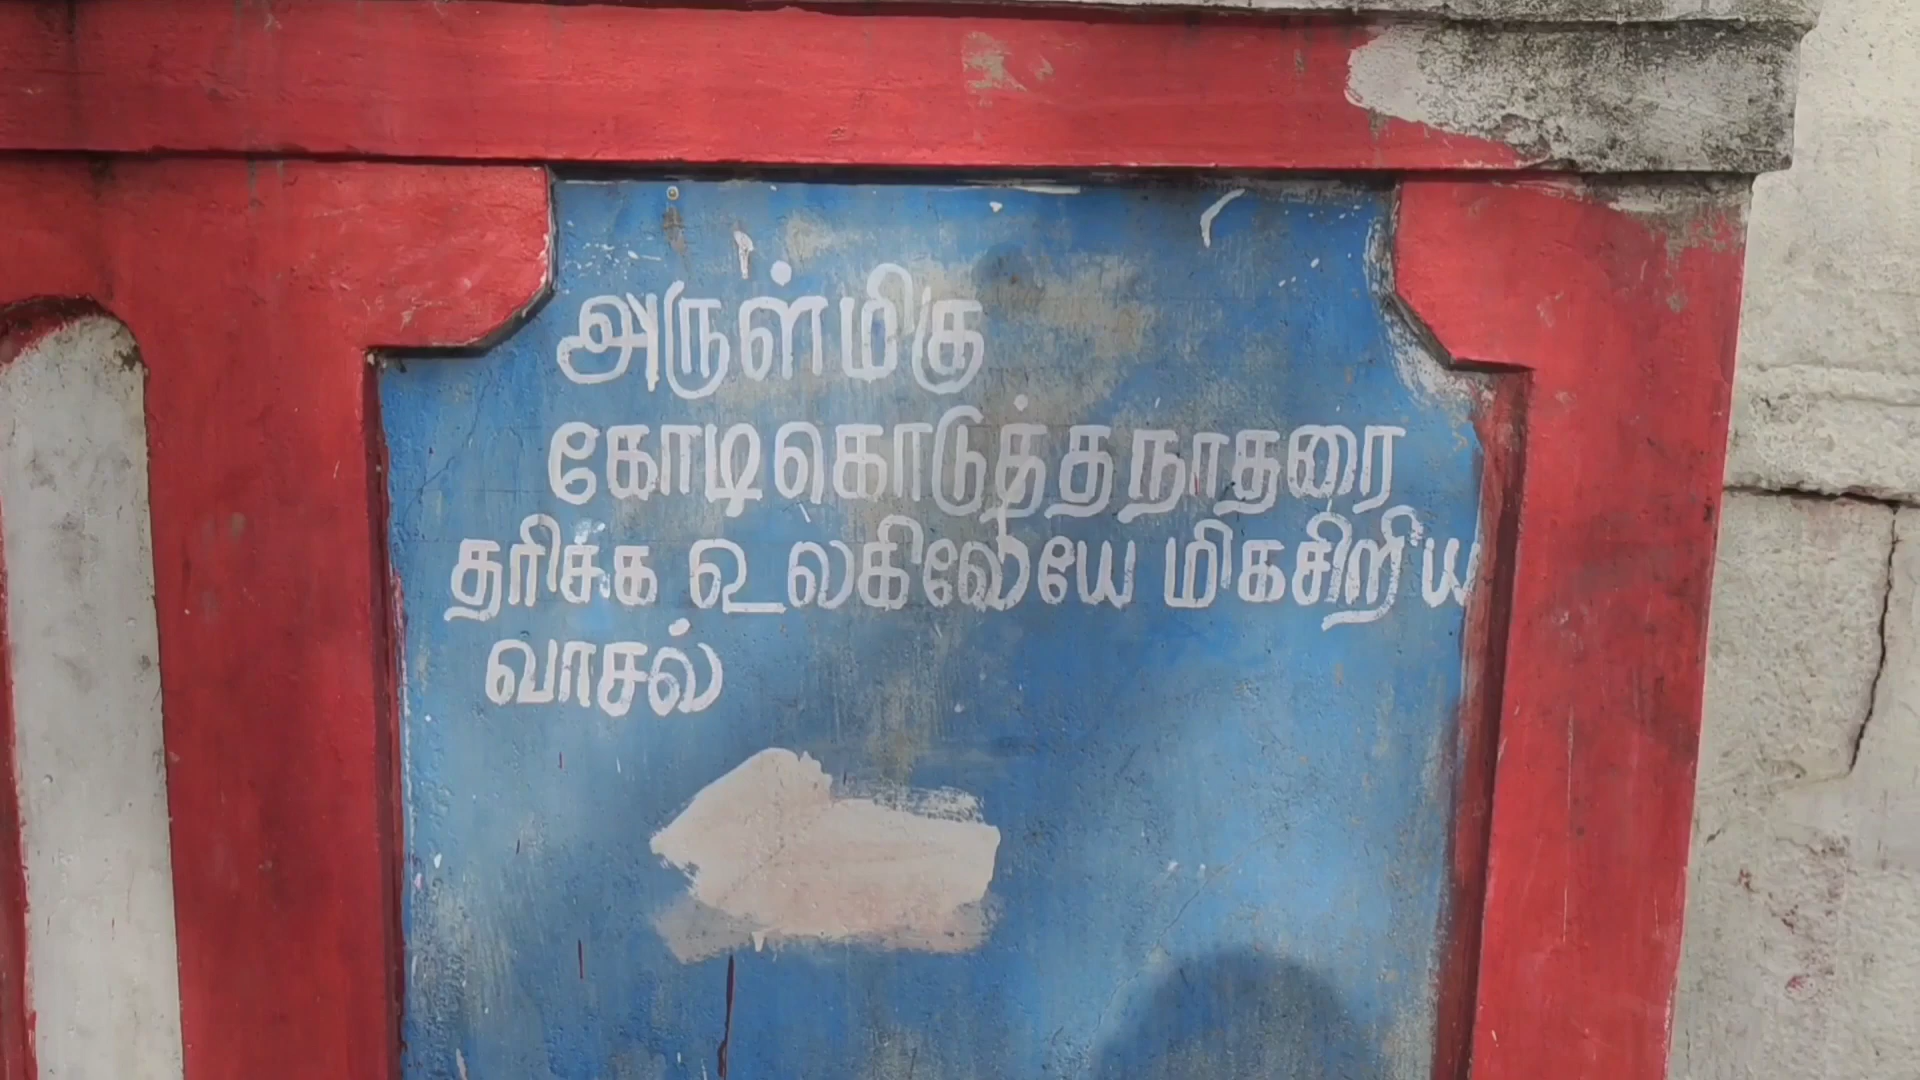 அருள்மிகு
கோடிகொடுத்தநாதரை
தரிசிக்க உலகிலேயே மிகசிறிய
வாசல்